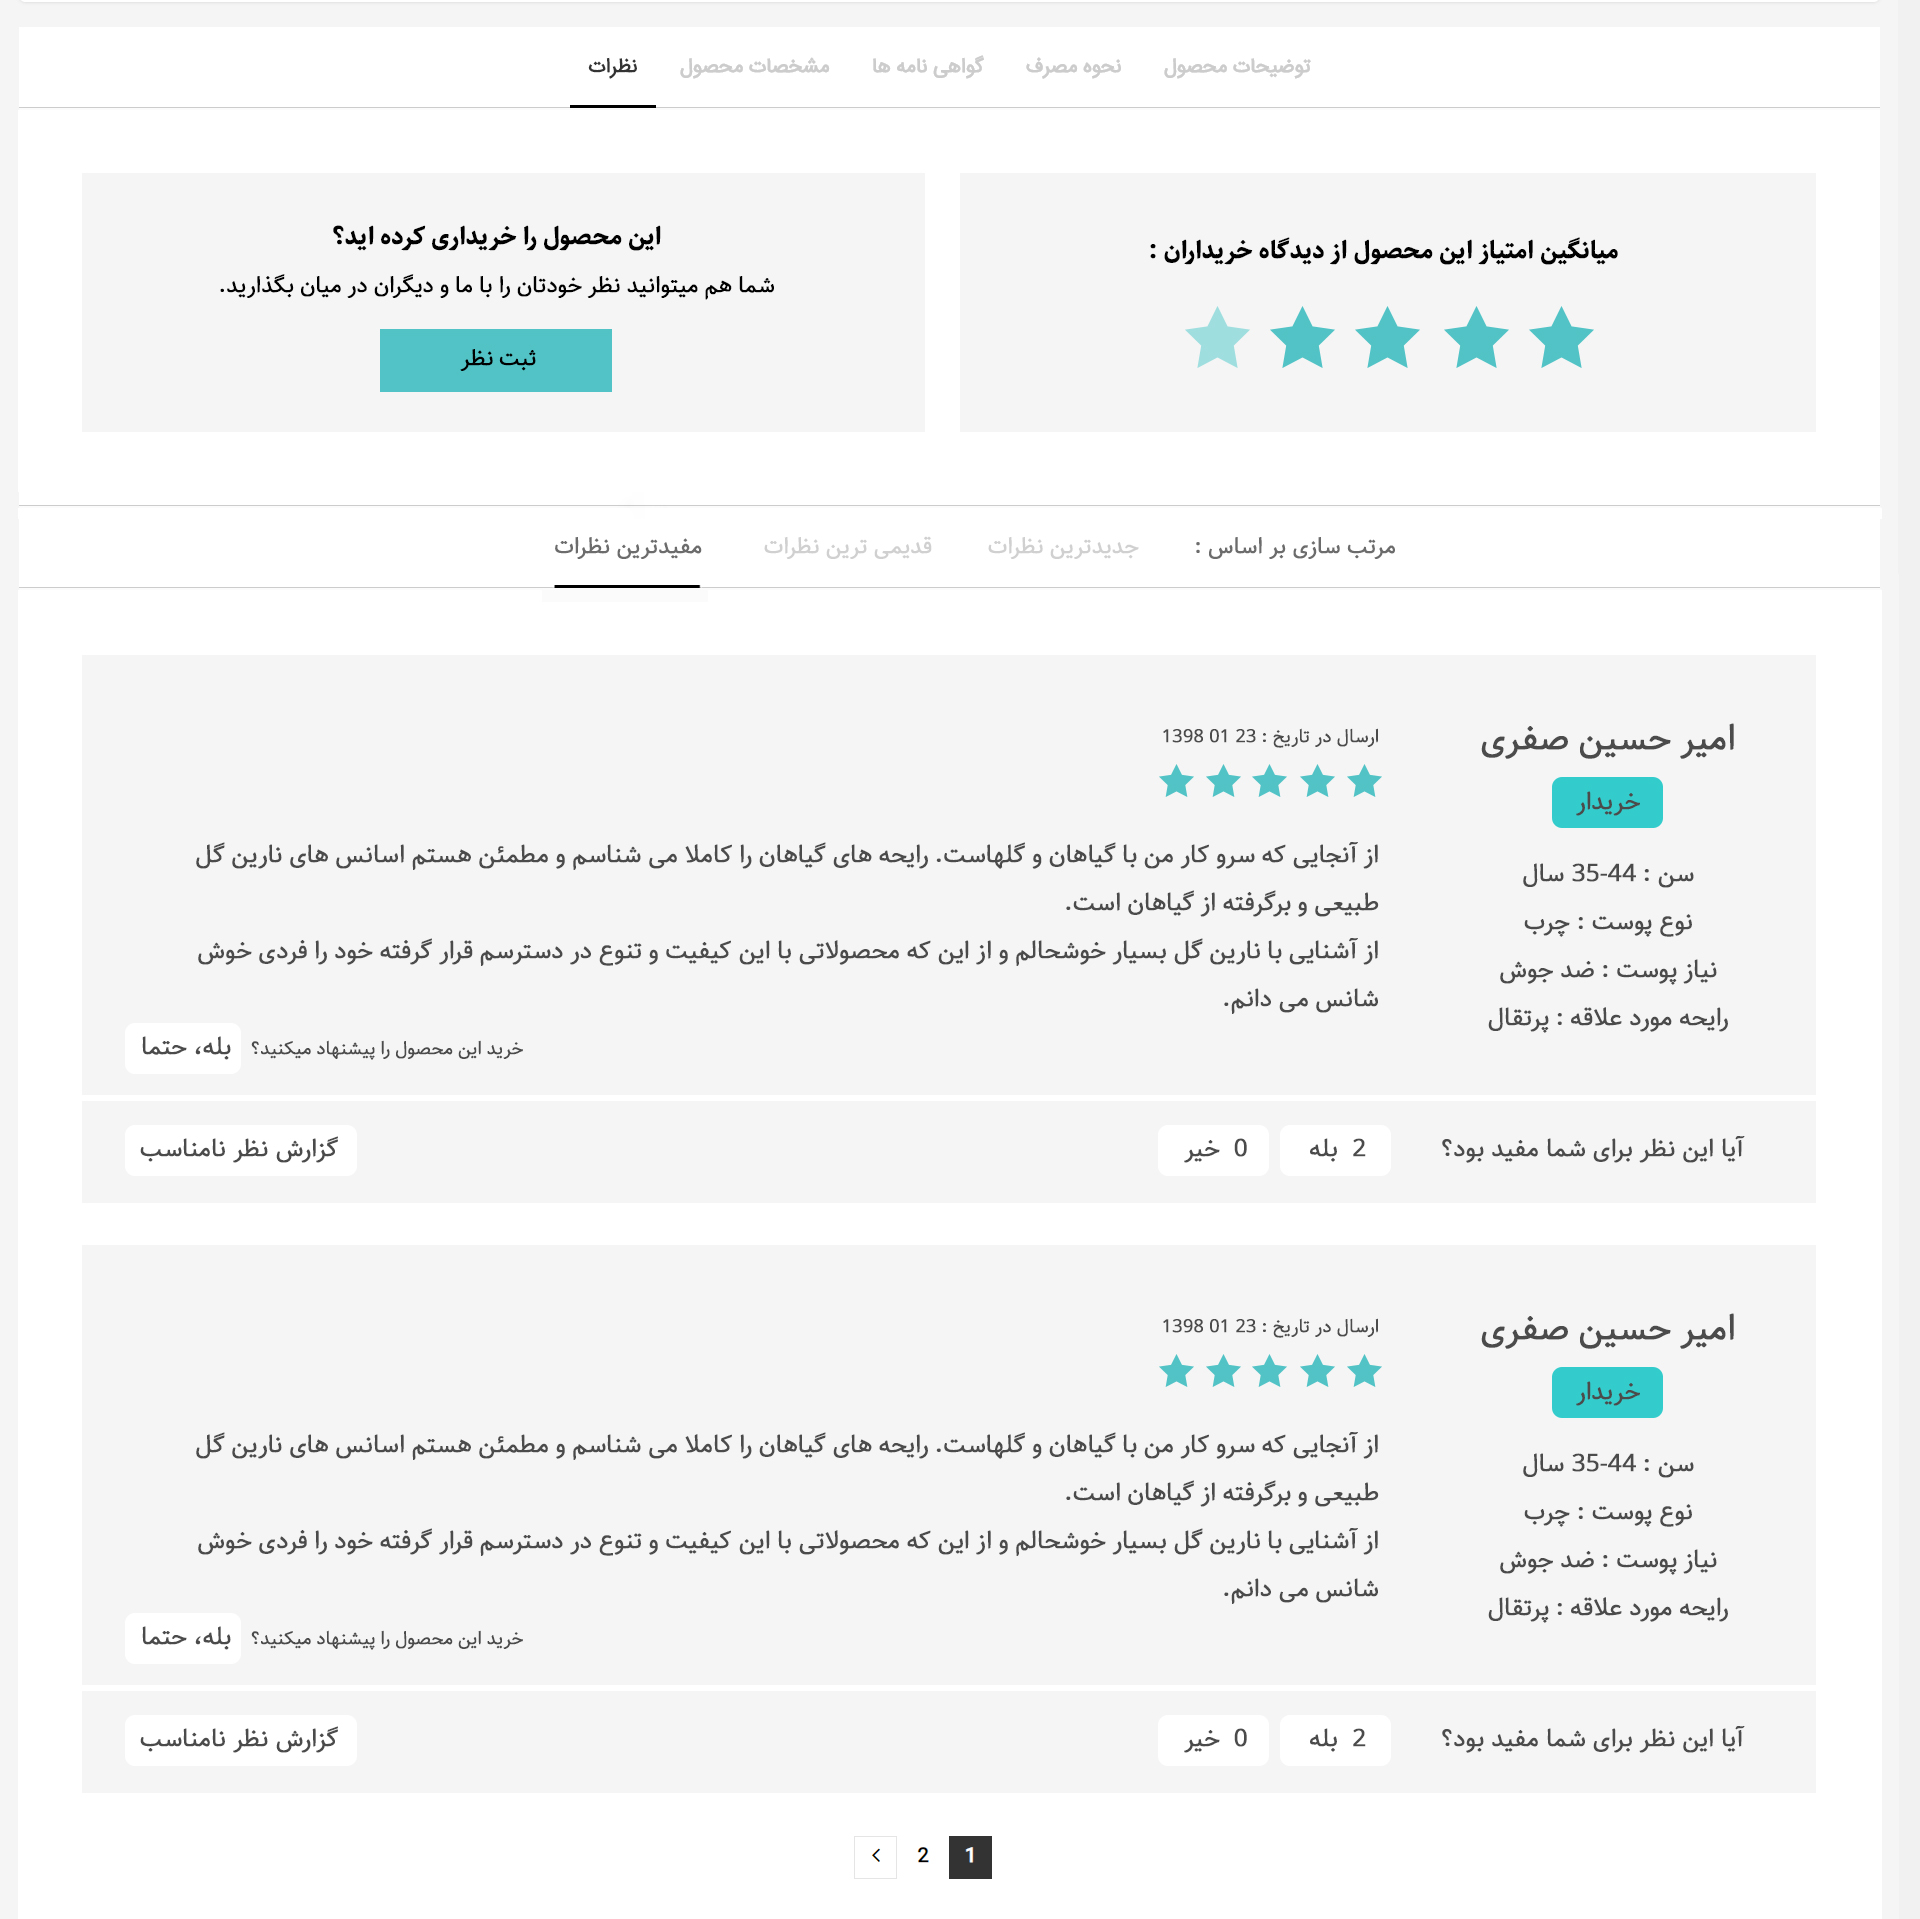 توضیحات محصول نحوه مصرف گواهی نامه ها مشخصات محصول نظرات
میانگین امتیاز این محصول از دیدگاه خریداران :
این محصول را خریداری کرده اید؟
شما هم میتوانید نظر خودتان را با ما و دیگران در میان بگذارید.
ثبت نظر
مرتب سازی بر اساس : جدیدترین نظرات قدیمی ترین نظرات مفیدترین نظرات
امیر حسین صفری
خریدار
سن : 44-35 سال
نوع پوست : چرب
نیاز پوست : ضد جوش
رایحه مورد علاقه : پرتقال
ارسال در تاریخ : 23 01 1398
از آنجایی که سرو کار من با گیاهان و گلهاست. رایحه های گیاهان را کاملا می شناسم و مطمئن هستم اسانس های نارین گل
طبیعی و برگرفته از گیاهان است.
از آشنایی با نارین گل بسیار خوشحالم و از این که محصولاتی با این کیفیت و تنوع در دسترسم قرار گرفته خود را فردی خوش
شانس می دانم.
خرید این محصول را پیشنهاد میکنید؟ بله، حتما
آیا این نظر برای شما مفید بود؟ 2 بله 0 خیر گزارش نظر نامناسب
امیر حسین صفری
خریدار
سن : 44-35 سال
نوع پوست : چرب
نیاز پوست : ضد جوش
رایحه مورد علاقه : پرتقال
ارسال در تاریخ : 23 01 1398
از آنجایی که سرو کار من با گیاهان و گلهاست. رایحه های گیاهان را کاملا می شناسم و مطمئن هستم اسانس های نارین گل
طبیعی و برگرفته از گیاهان است.
از آشنایی با نارین گل بسیار خوشحالم و از این که محصولاتی با این کیفیت و تنوع در دسترسم قرار گرفته خود را فردی خوش
شانس می دانم.
خرید این محصول را پیشنهاد میکنید؟ بله، حتما
آیا این نظر برای شما مفید بود؟ 2 بله 0 خیر گزارش نظر نامناسب
1 2